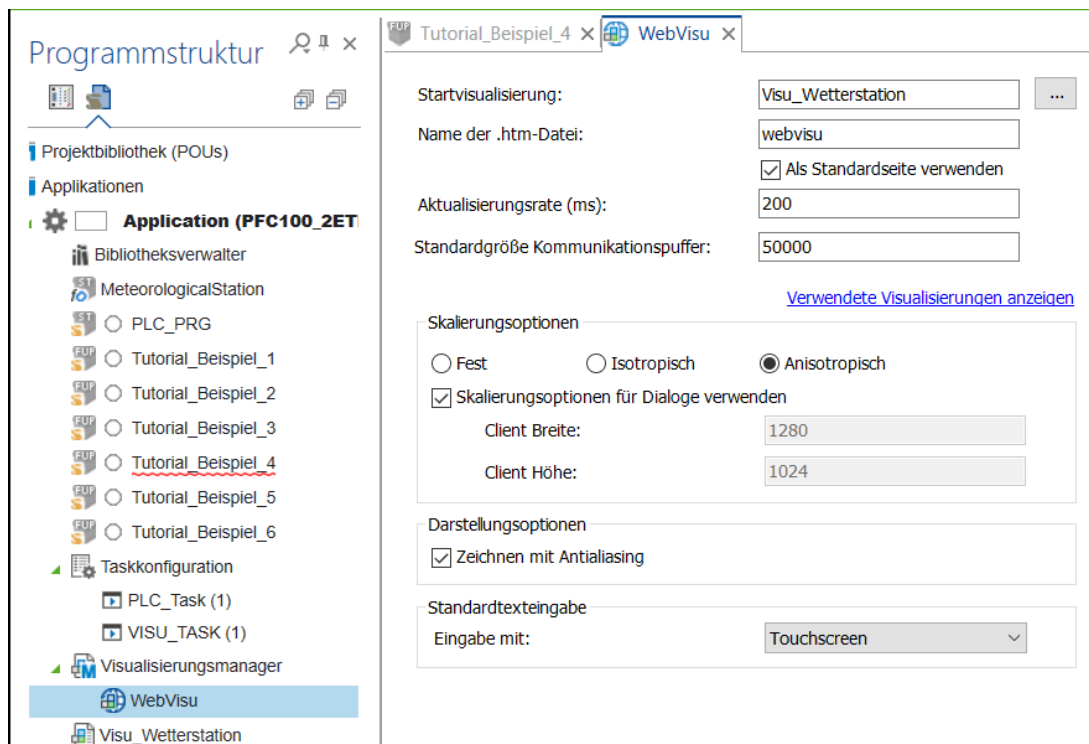 Programmstruktur
Projektbibliothek (POUs)
Applikationen
Application (PFC100_2ETI
Bibliotheksverwalter
MeteorologicalStation
PLC_PRG
Tutorial_Beispiel_1
Tutorial_Beispiel_2
Tutorial_Beispiel_3
Tutorial_Beispiel_4
Tutorial_Beispiel_5
Tutorial_Beispiel_6
Taskkonfiguration
PLC_Task (1)
VISU_TASK (1)
Visualisierungsmanager
WebVisu
Visu_Wetterstation
Tutorial_Beispiel_4 WebVisu
Startvisualisierung: Visu_Wetterstation ...
Name der .htm-Datei: webvisu
Als Standardseite verwenden
Aktualisierungsrate (ms): 200
Standardgröße Kommunikationspuffer: 50000
Verwendete Visualisierungen anzeigen
Skalierungsoptionen
Fest Isotropisch Anisotropisch
Skalierungsoptionen für Dialoge verwenden
Client Breite: 1280
Client Höhe: 1024
Darstellungsoptionen
Zeichnen mit Antialiasing
Standardtexteingabe
Eingabe mit: Touchscreen